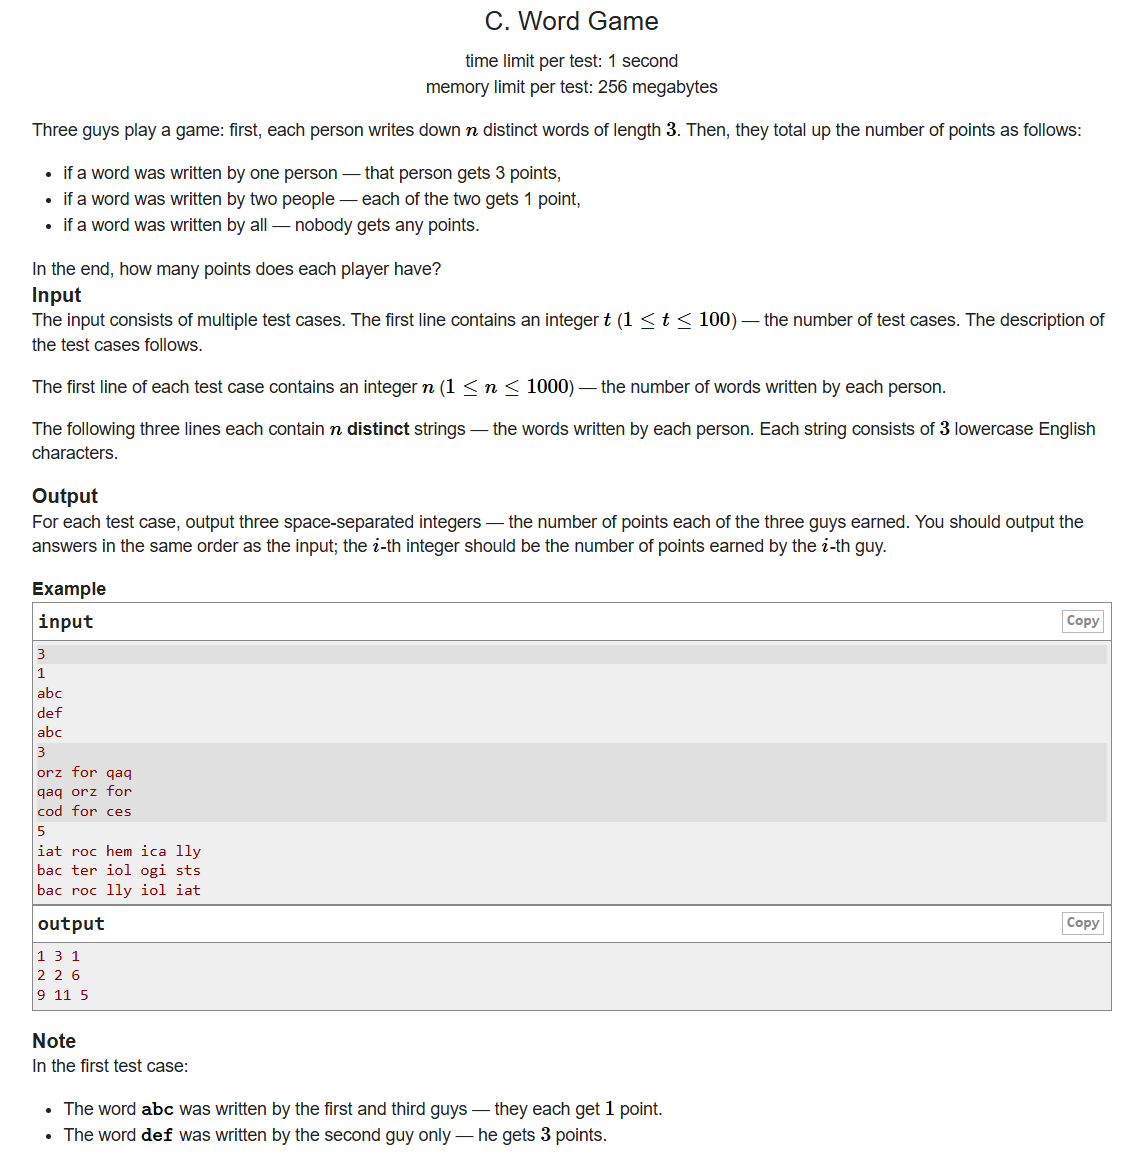 C. Word Game
time limit per test: 1 second
memory limit per test: 256 megabytes
Three guys play a game: first, each person writes down n distinct words of length 3. Then, they total up the number of points as follows:
• if a word was written by one person — that person gets 3 points,
• if a word was written by two people — each of the two gets 1 point,
• if a word was written by all — nobody gets any points.
In the end, how many points does each player have?
Input
The input consists of multiple test cases. The first line contains an integer t (1 ≤ t ≤ 100) — the number of test cases. The description of
the test cases follows.
The first line of each test case contains an integer n (1 ≤ n ≤ 1000) — the number of words written by each person.
The following three lines each contain n distinct strings — the words written by each person. Each string consists of 3 lowercase English
characters.
Output
For each test case, output three space-separated integers — the number of points each of the three guys earned. You should output the
answers in the same order as the input; the i-th integer should be the number of points earned by the i-th guy.
Example
input Copy
3
1
abc
def
abc
3
orz for qaq
qaq orz for
cod for ces
5
iat roc hem ica lly
bac ter iol ogi sts
bac roc lly iol iat
output Copy
1 3 1
2 2 6
9 11 5
Note
In the first test case:
• The word abc was written by the first and third guys — they each get 1 point.
• The word def was written by the second guy only — he gets 3 points.